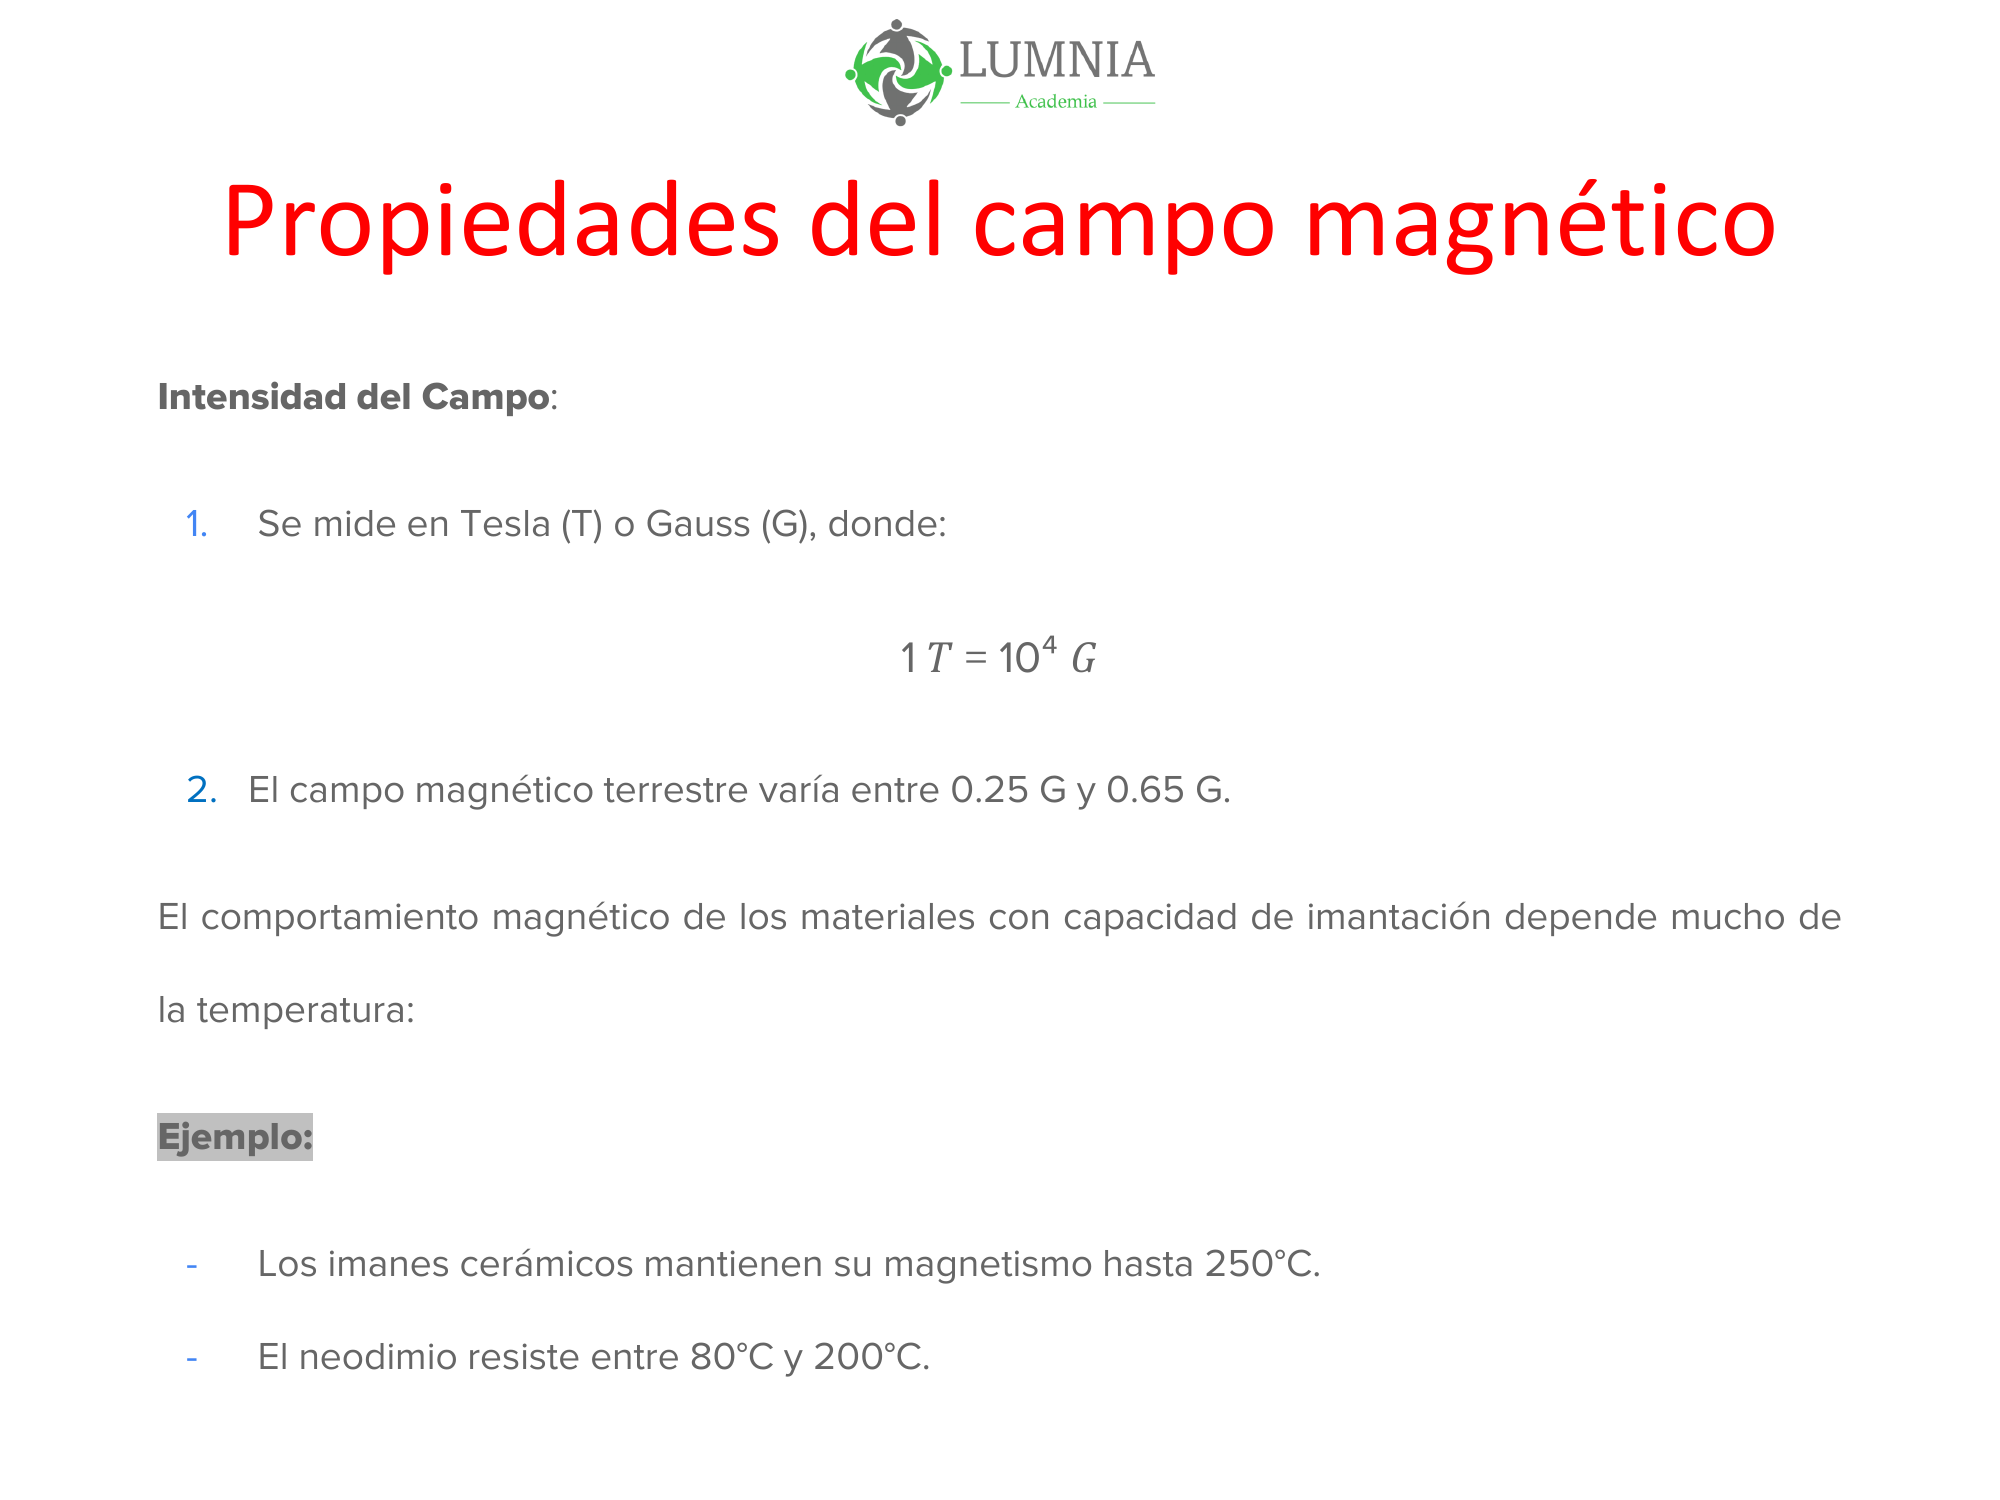 LUMNIA
Academia
Propiedades del campo magnético
Intensidad del Campo:
1. Se mide en Tesla (T) o Gauss (G), donde:
1 T = 10⁴ G
2. El campo magnético terrestre varía entre 0.25 G y 0.65 G.
El comportamiento magnético de los materiales con capacidad de imantación depende mucho de
la temperatura:
Ejemplo:
- Los imanes cerámicos mantienen su magnetismo hasta 250°C.
- El neodimio resiste entre 80°C y 200°C.